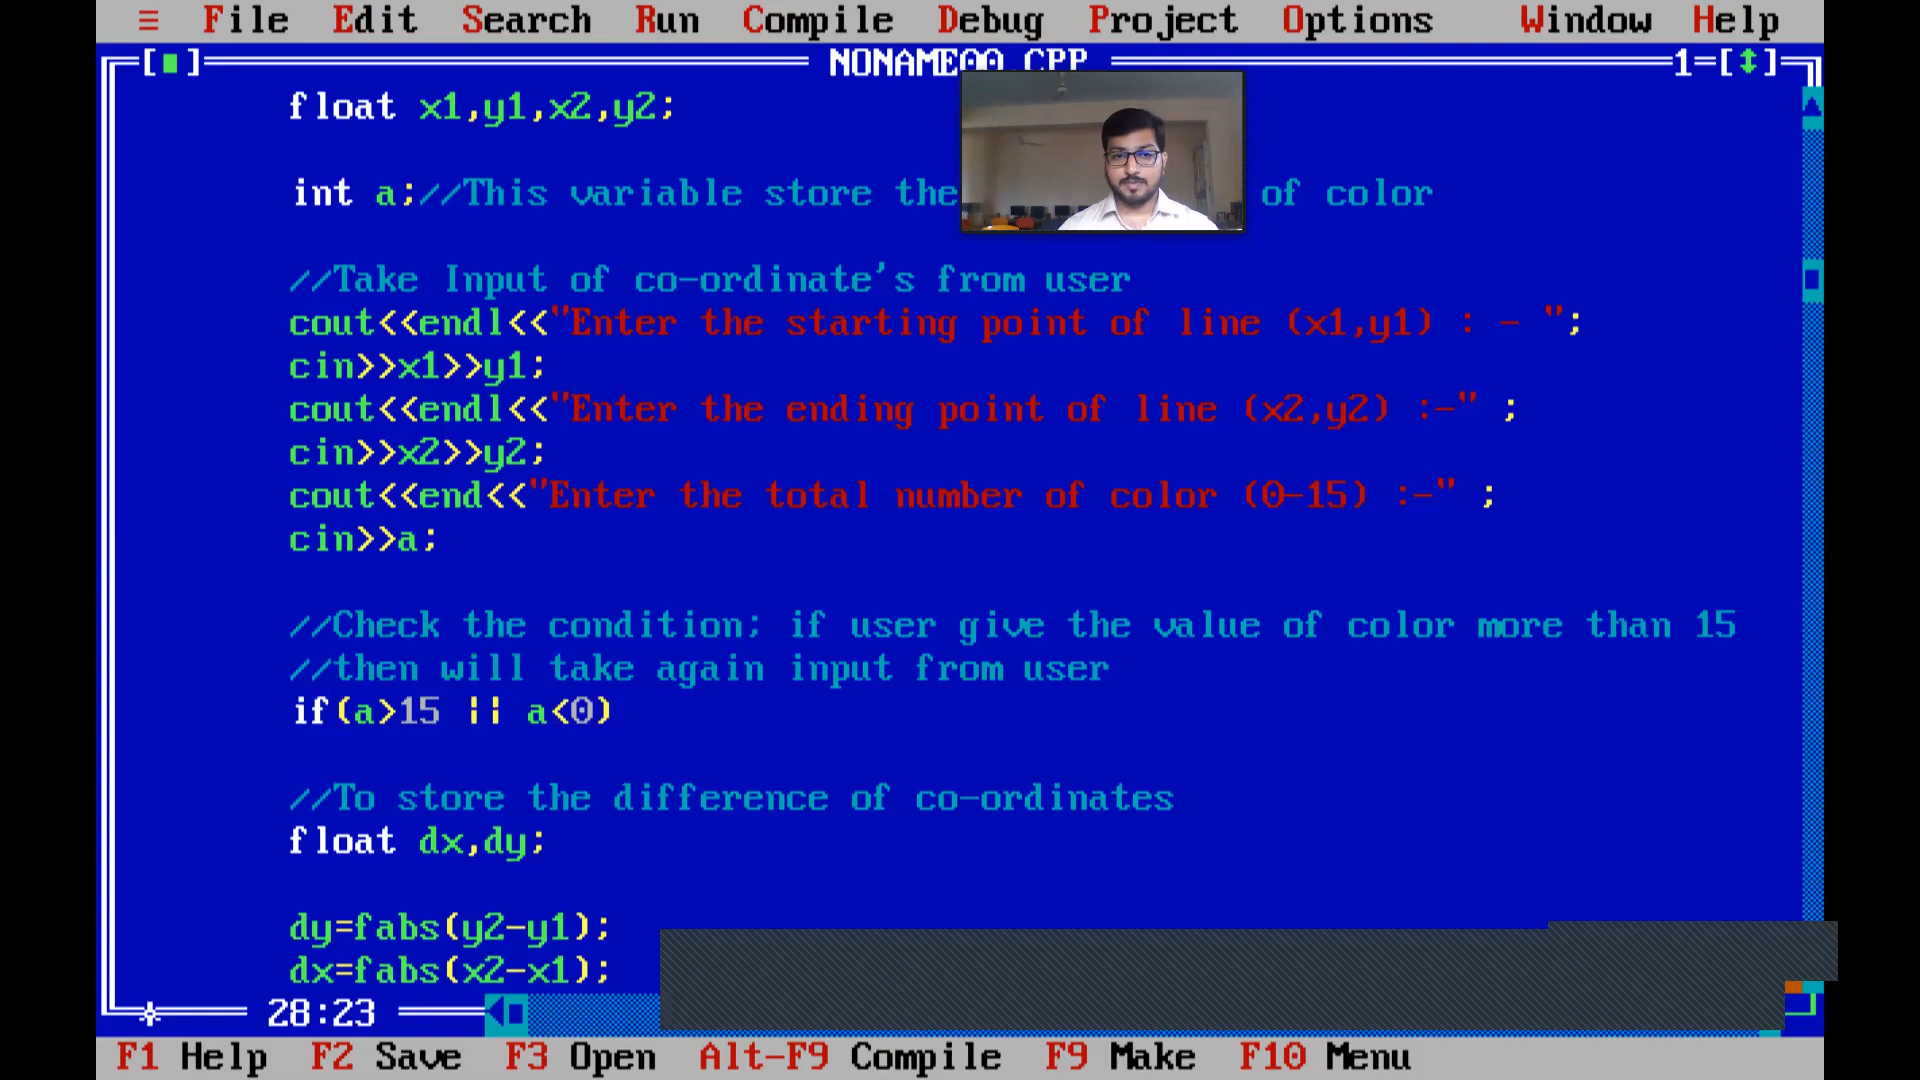 ≡ File Edit Search Run Compile Debug Project Options Window Help
[■] NONAME00.CPP 1=[↕]
float x1,y1,x2,y2;
int a;//This variable store the of color
//Take Input of co-ordinate's from user
cout<<endl<<"Enter the starting point of line (x1,y1) : - ";
cin>>x1>>y1;
cout<<endl<<"Enter the ending point of line (x2,y2) :-" ;
cin>>x2>>y2;
cout<<end<<"Enter the total number of color (0-15) :-" ;
cin>>a;
//Check the condition; if user give the value of color more than 15
//then will take again input from user
if(a>15 || a<0)
//To store the difference of co-ordinates
float dx,dy;
dy=fabs(y2-y1);
dx=fabs(x2-x1);
28:23
F1 Help F2 Save F3 Open Alt-F9 Compile F9 Make F10 Menu